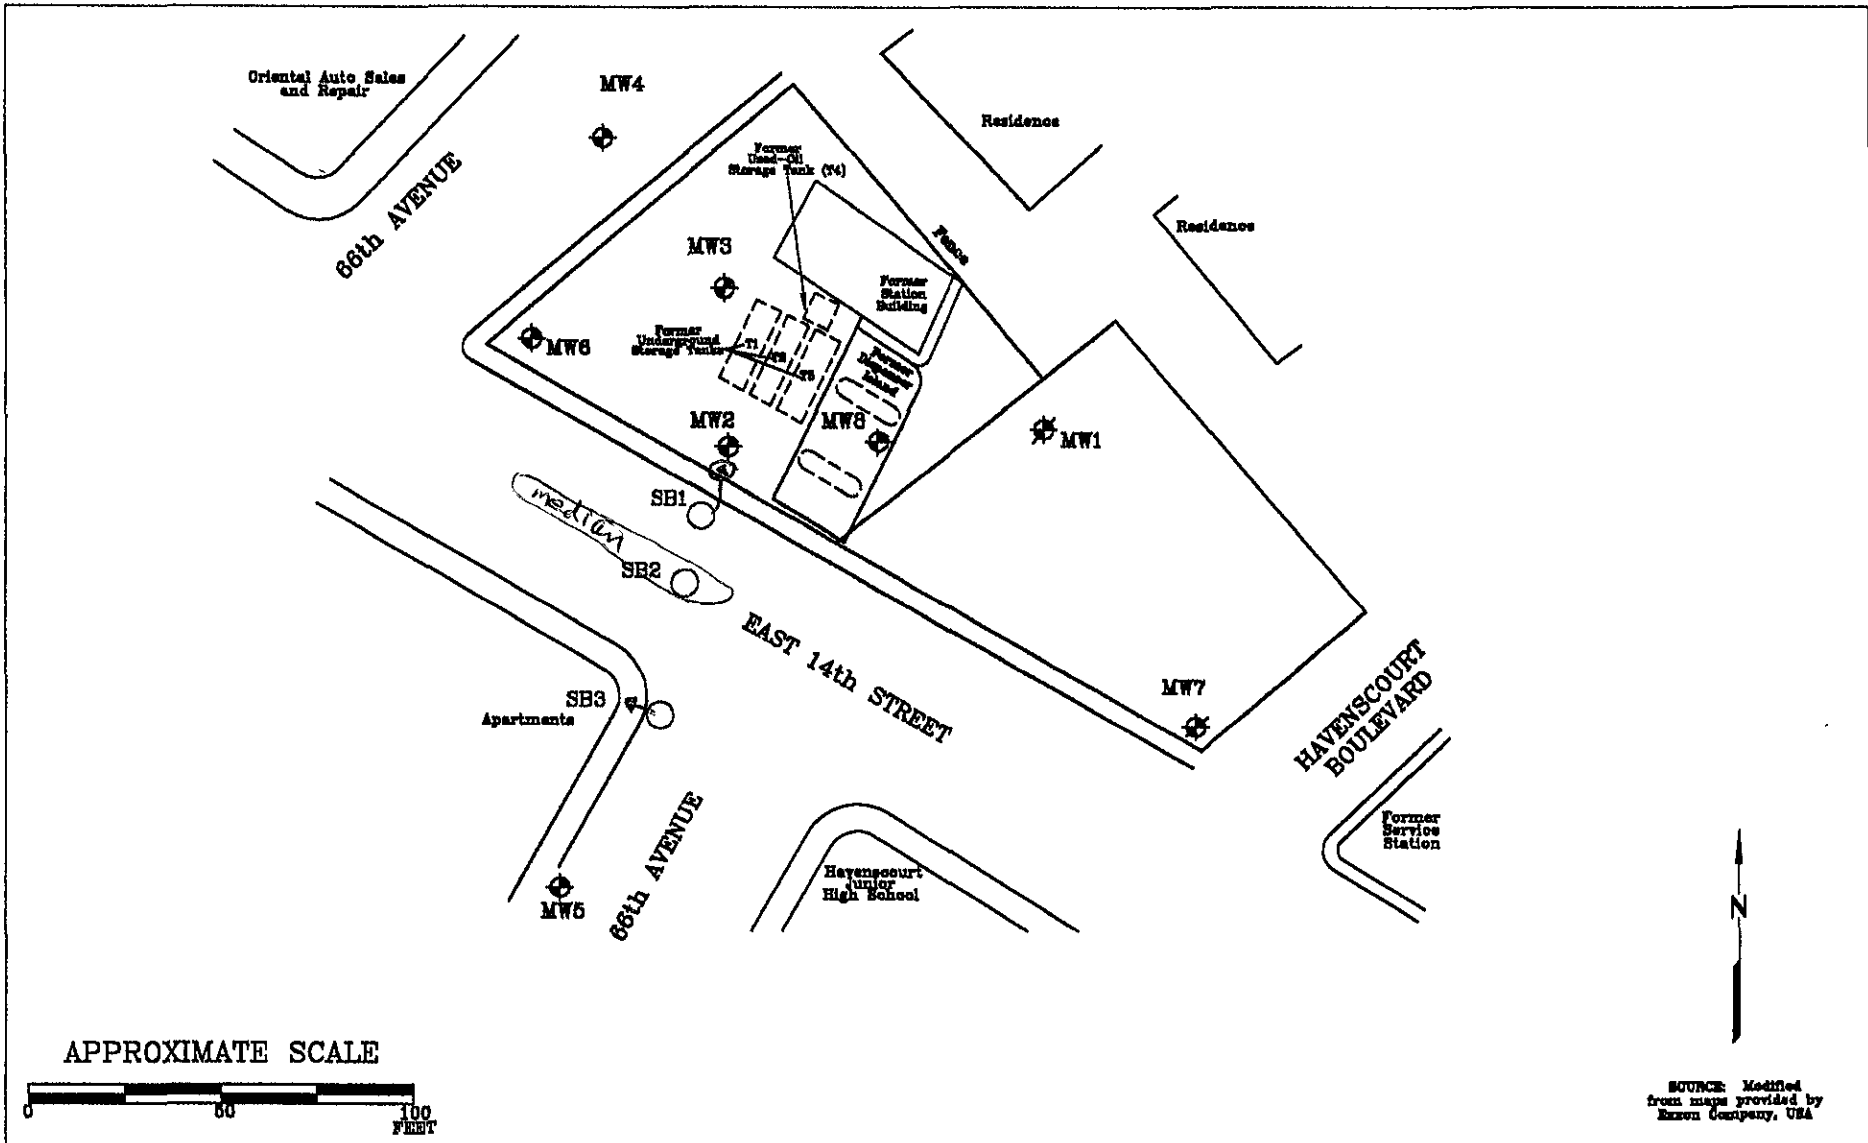 Oriental Auto Sales
and Repair
MW4
Residence
66th AVENUE
Former
Used-Oil
Storage Tank (T4)
Residence
MW3
Fence
Former
Station
Building
MW6
Former
Underground
Storage Tanks
T1
T2
T3
Former
Dispenser
Island
MW2
MW8
MW1
SB1
median
SB2
EAST 14th STREET
SB3
Apartments
MW7
HAVENSCOURT
BOULEVARD
66th AVENUE
MW5
Havenscourt
Junior
High School
Former
Service
Station
N
APPROXIMATE SCALE
0 50 100
FEET
SOURCE: Modified
from maps provided by
Exxon Company, USA